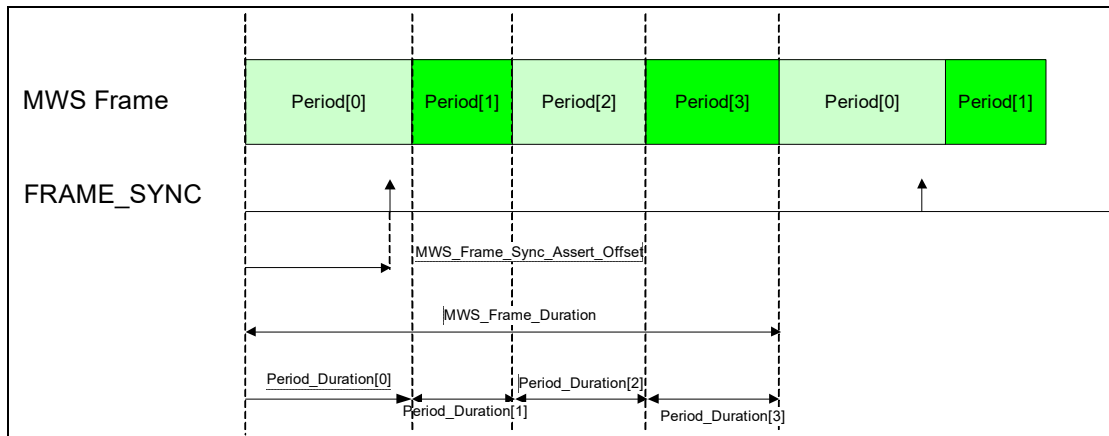 MWS Frame
Period[0] Period[1] Period[2] Period[3] Period[0] Period[1]
FRAME_SYNC
MWS_Frame_Sync_Assert_Offset
MWS_Frame_Duration
Period_Duration[0]
Period_Duration[1]
Period_Duration[2]
Period_Duration[3]